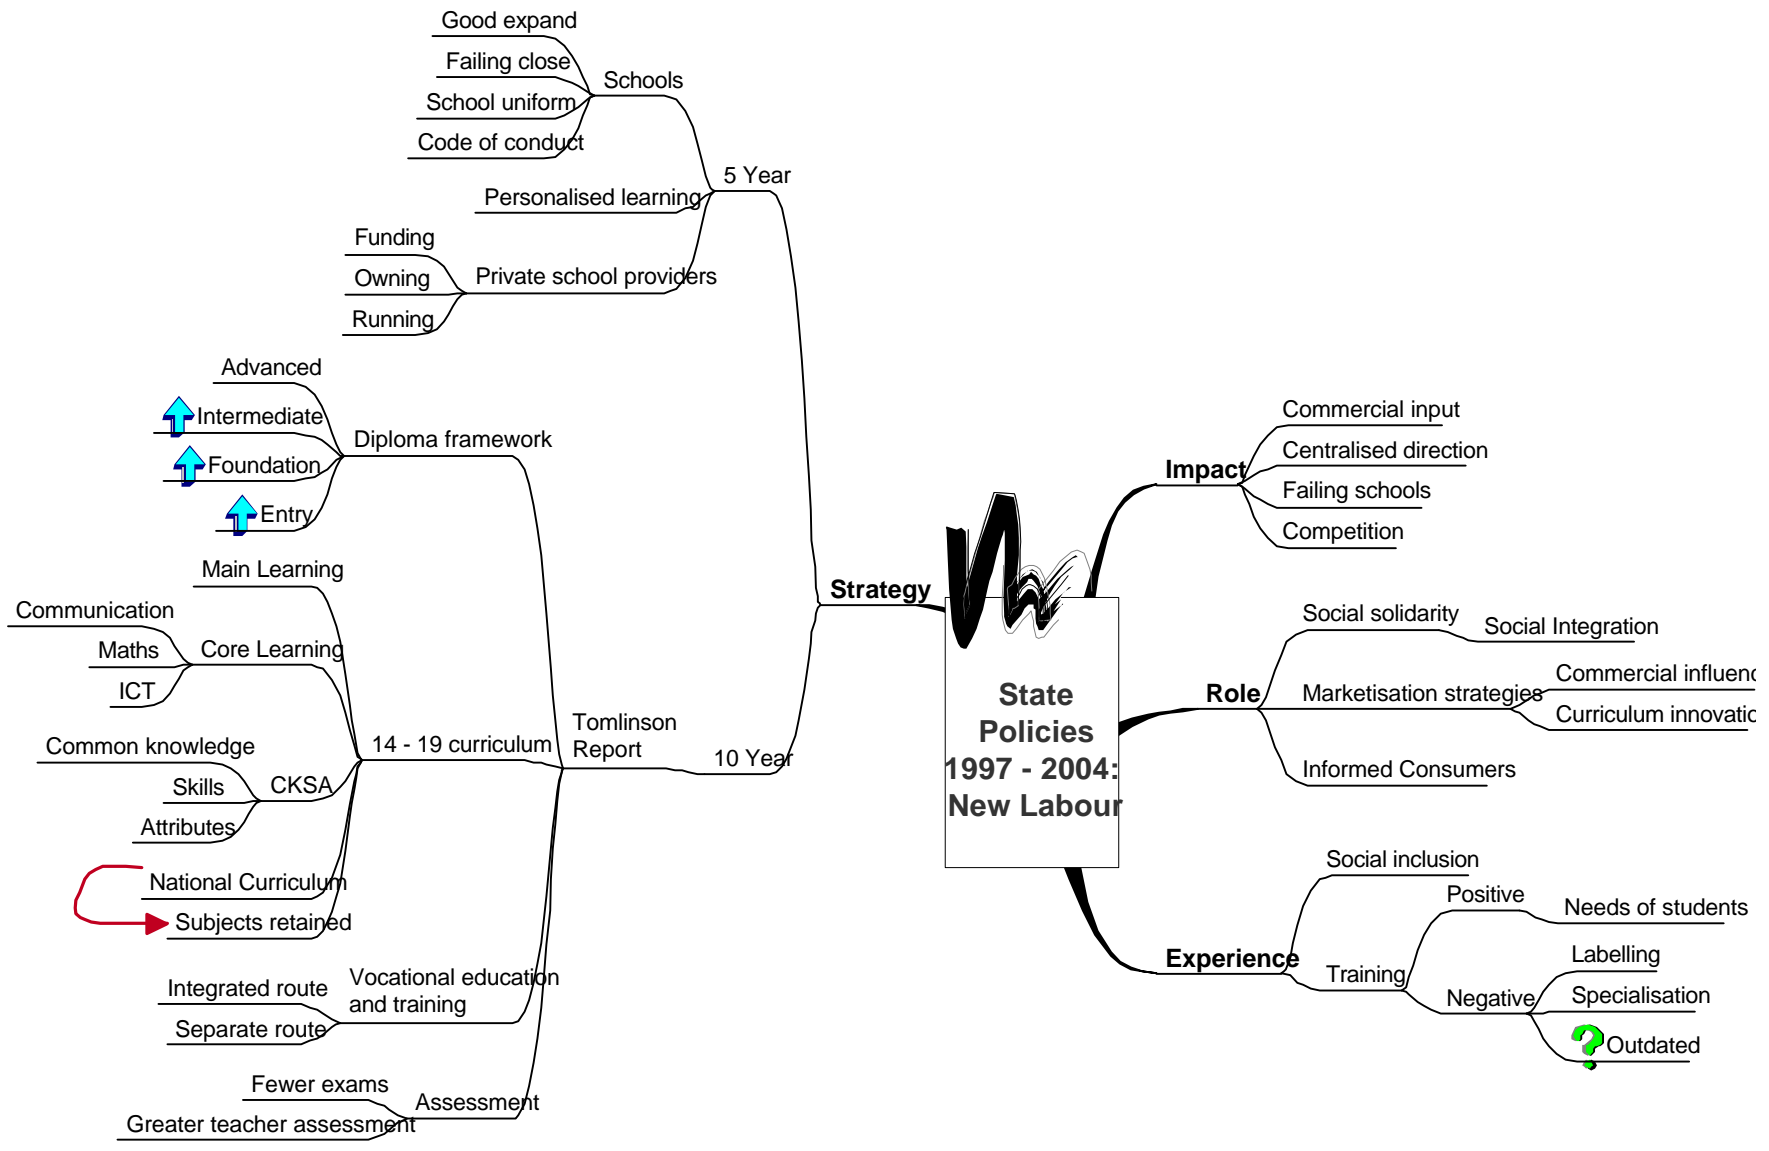 Good expand
Failing close
School uniform
Code of conduct
Schools
Personalised learning
5 Year
Funding
Owning
Running
Private school providers
Advanced
Intermediate
Foundation
Entry
Diploma framework
Main Learning
Communication
Maths
ICT
Core Learning
Common knowledge
Skills
Attributes
CKSA
National Curriculum
Subjects retained
14 - 19 curriculum
Integrated route
Separate route
Vocational education
and training
Fewer exams
Greater teacher assessment
Assessment
Tomlinson
Report
10 Year
Strategy
State
Policies
1997 - 2004:
New Labour
Impact
Commercial input
Centralised direction
Failing schools
Competition
Role
Social solidarity
Social Integration
Marketisation strategies
Commercial influenc
Curriculum innovatio
Informed Consumers
Experience
Social inclusion
Training
Positive
Needs of students
Negative
Labelling
Specialisation
? Outdated